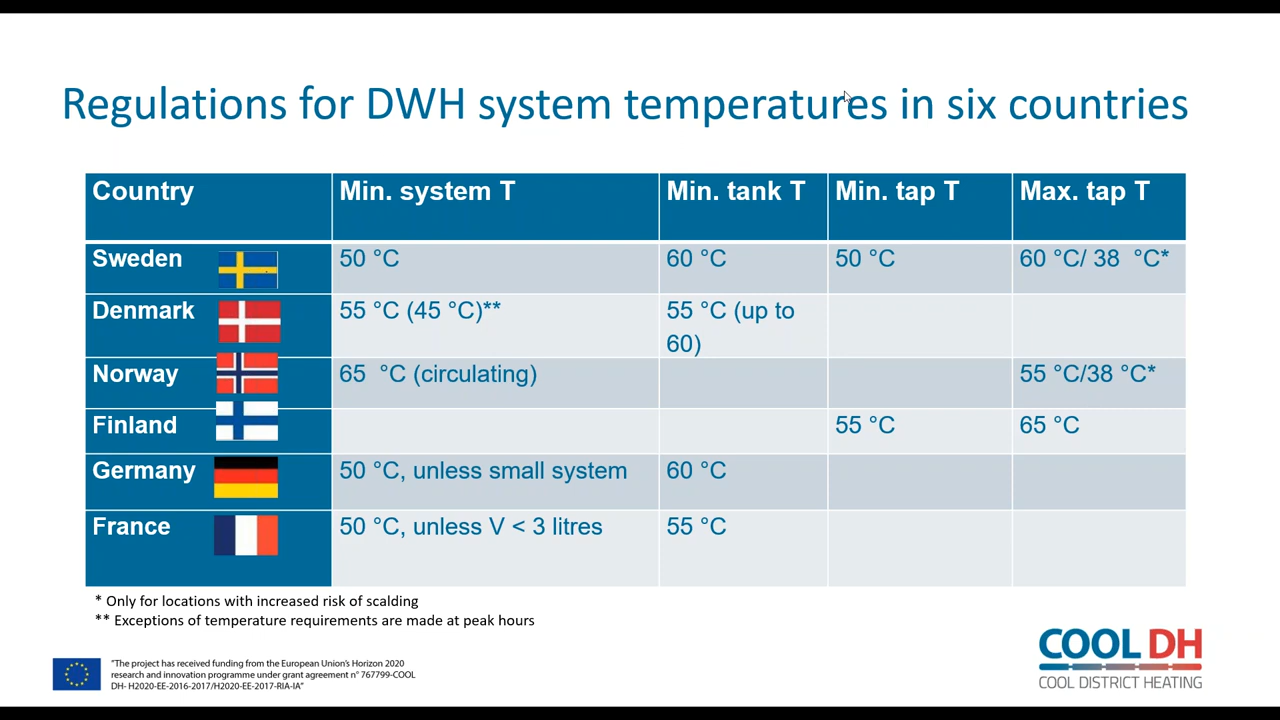 Regulations for DWH system temperatures in six countries
Country Min. system T Min. tank T Min. tap T Max. tap T
Sweden 50 °C 60 °C 50 °C 60 °C/ 38 °C*
Denmark 55 °C (45 °C)** 55 °C (up to
60)
Norway 65 °C (circulating) 55 °C/38 °C*
Finland 55 °C 65 °C
Germany 50 °C, unless small system 60 °C
France 50 °C, unless V < 3 litres 55 °C
* Only for locations with increased risk of scalding
** Exceptions of temperature requirements are made at peak hours
"The project has received funding from the European Union's Horizon 2020
research and innovation programme under grant agreement n° 767799-COOL
DH- H2020-EE-2016-2017/H2020-EE-2017-RIA-IA"
COOL DH
COOL DISTRICT HEATING